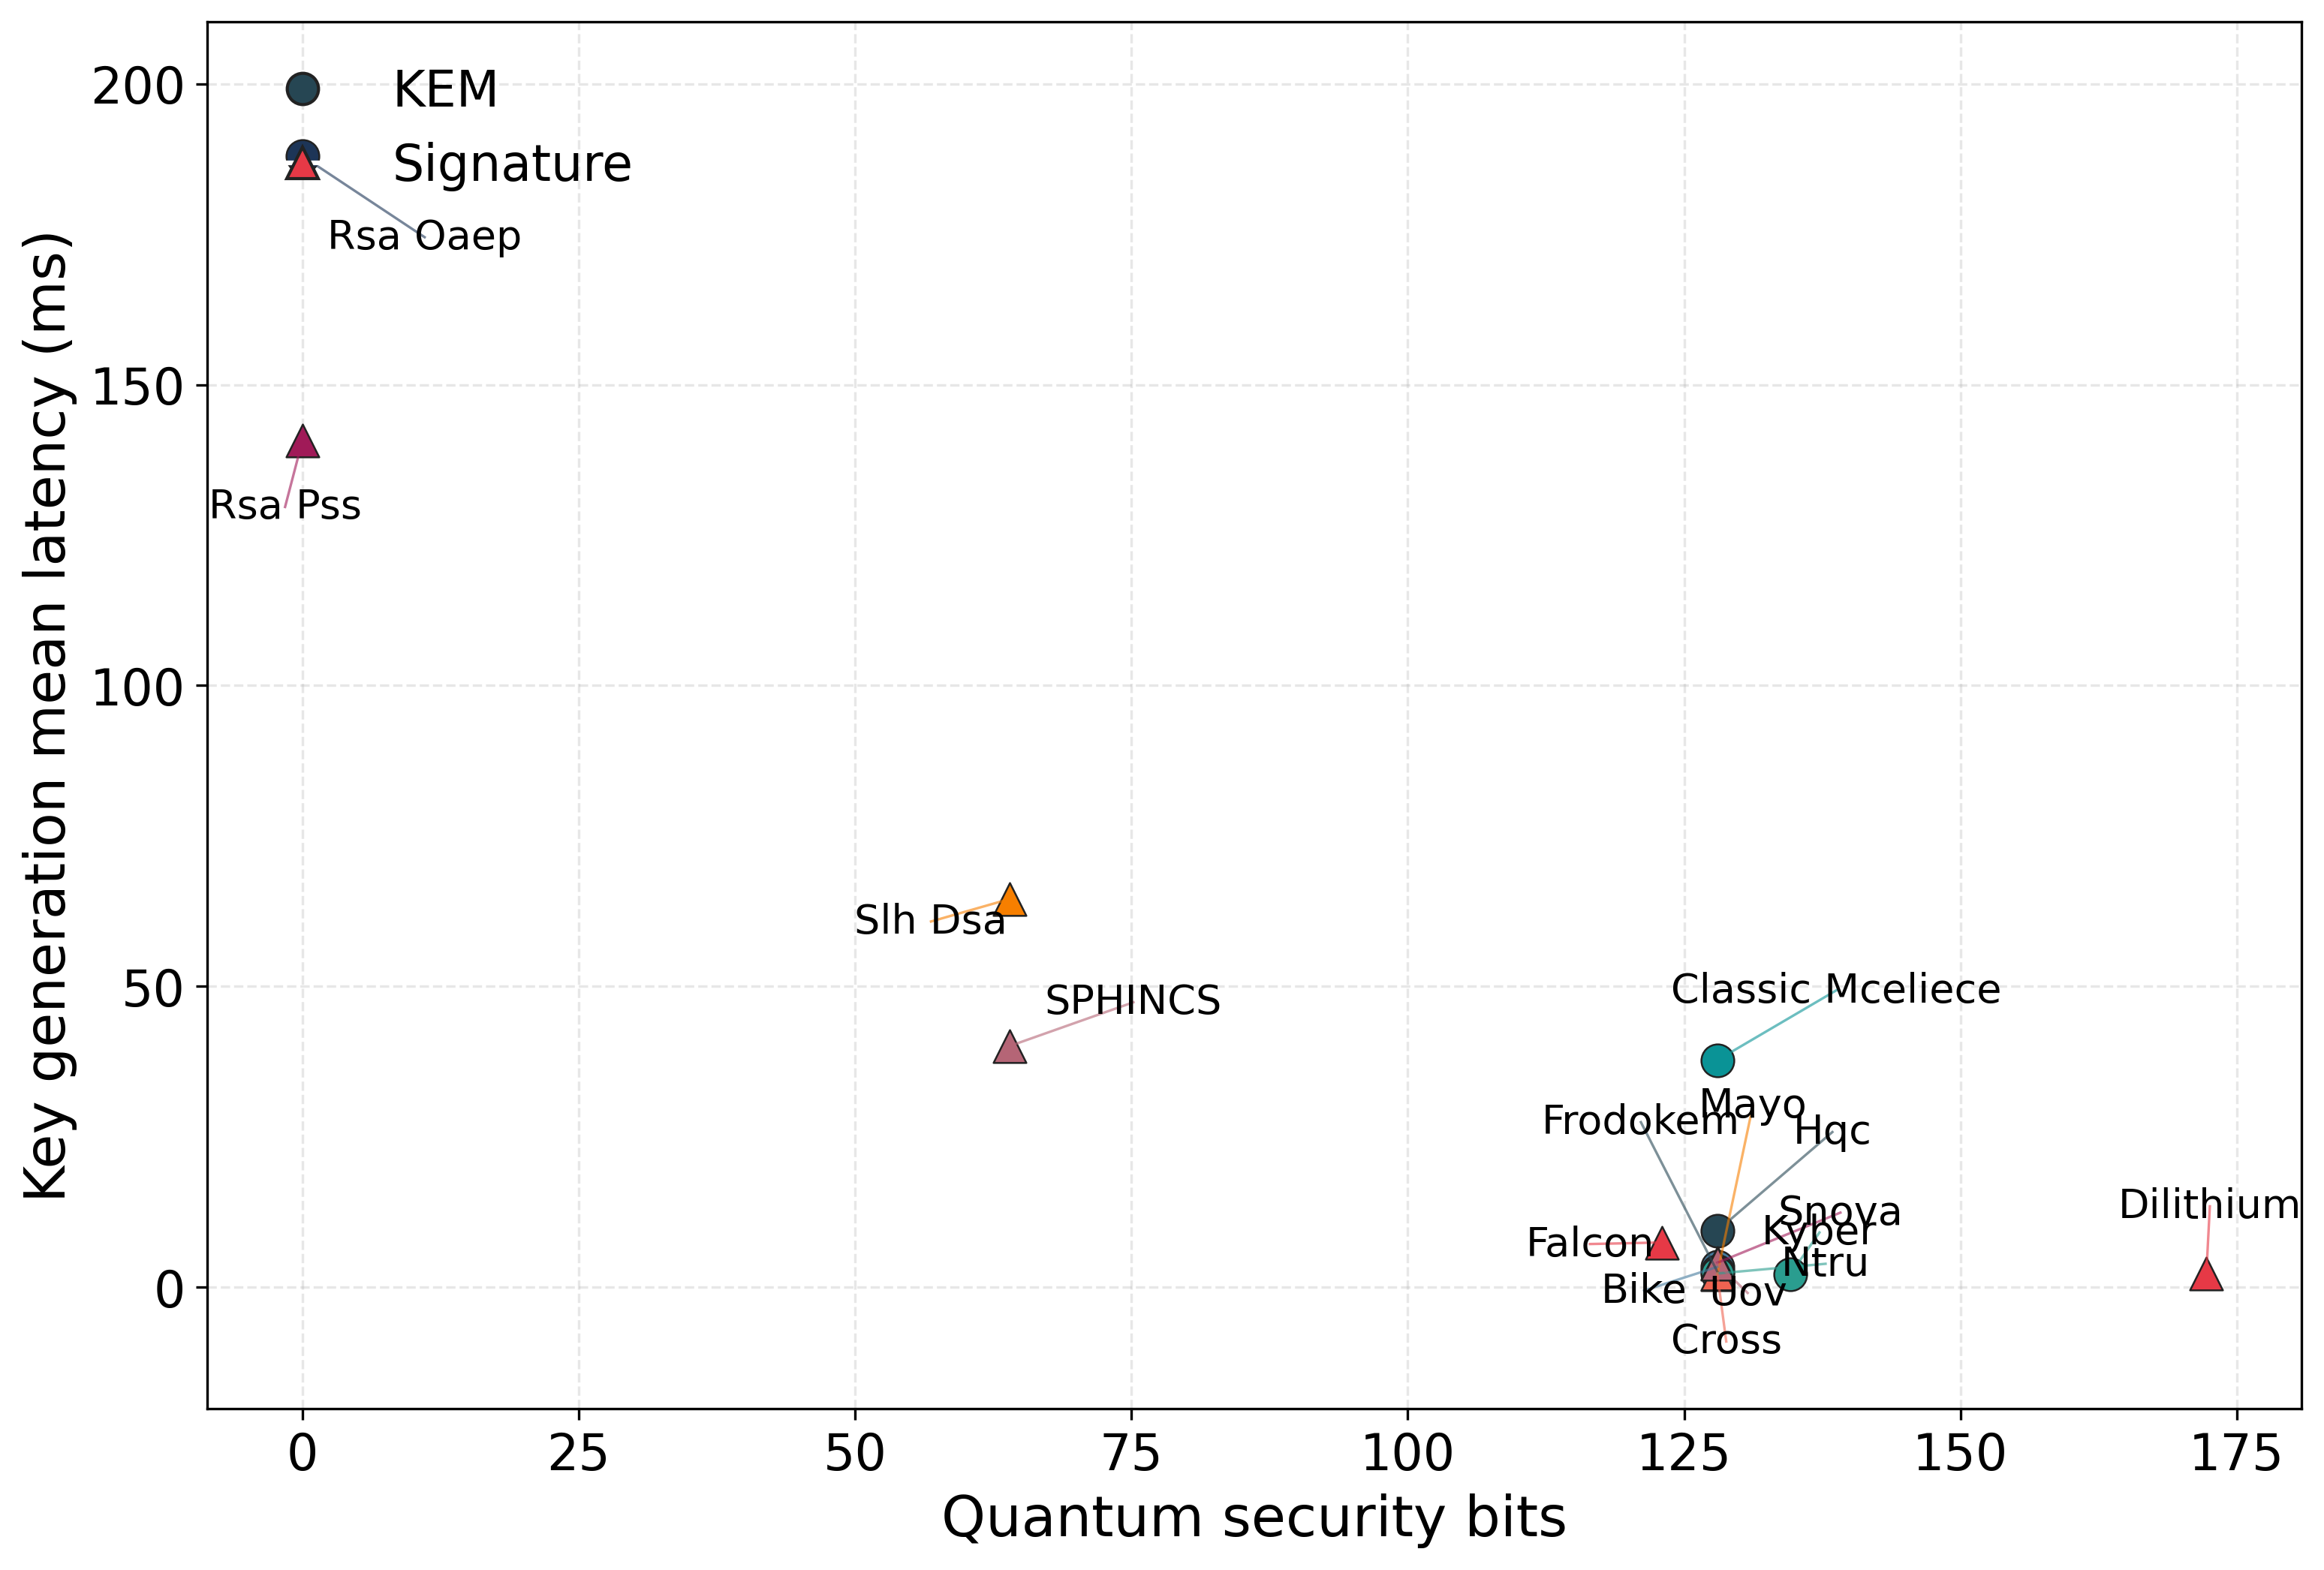 Key generation mean latency (ms)
200
150
100
50
0
KEM
Signature
Rsa Oaep
Rsa Pss
Slh Dsa
SPHINCS
Classic Mceliece
Mayo
Frodokem
Hqc
Snova
Kyber
Dilithium
Falcon
Ntru
Bike
Uov
Cross
0
25
50
75
100
125
150
175
Quantum security bits